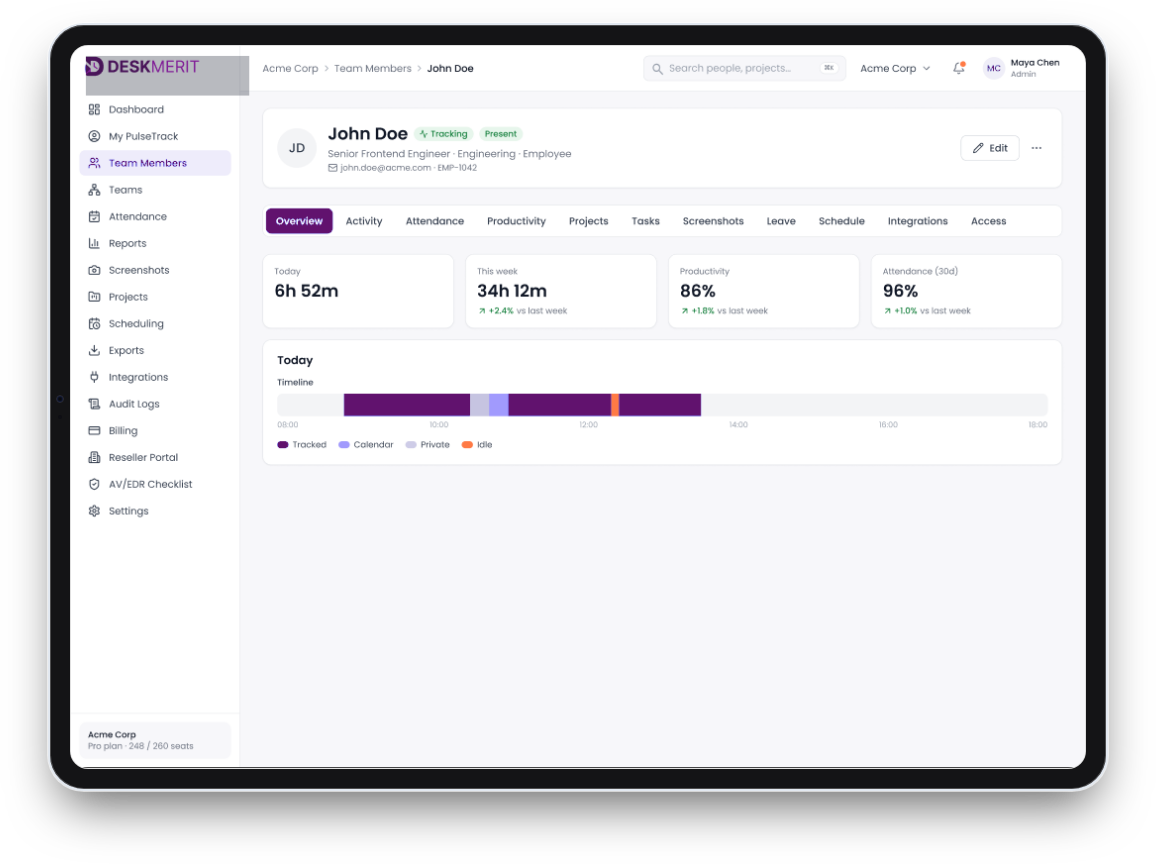 DESKMERIT
Acme Corp > Team Members > John Doe
Search people, projects...
⌘K
Acme Corp
MC
Maya Chen
Admin
Dashboard
My PulseTrack
Team Members
Teams
Attendance
Reports
Screenshots
Projects
Scheduling
Exports
Integrations
Audit Logs
Billing
Reseller Portal
AV/EDR Checklist
Settings
Acme Corp
Pro plan · 248 / 260 seats
JD
John Doe
Tracking
Present
Senior Frontend Engineer · Engineering · Employee
john.doe@acme.com · EMP-1042
Edit
Overview Activity Attendance Productivity Projects Tasks Screenshots Leave Schedule Integrations Access
Today
6h 52m
This week
34h 12m
+2.4% vs last week
Productivity
86%
+1.8% vs last week
Attendance (30d)
96%
+1.0% vs last week
Today
Timeline
08:00 10:00 12:00 14:00 16:00 18:00
Tracked Calendar Private Idle